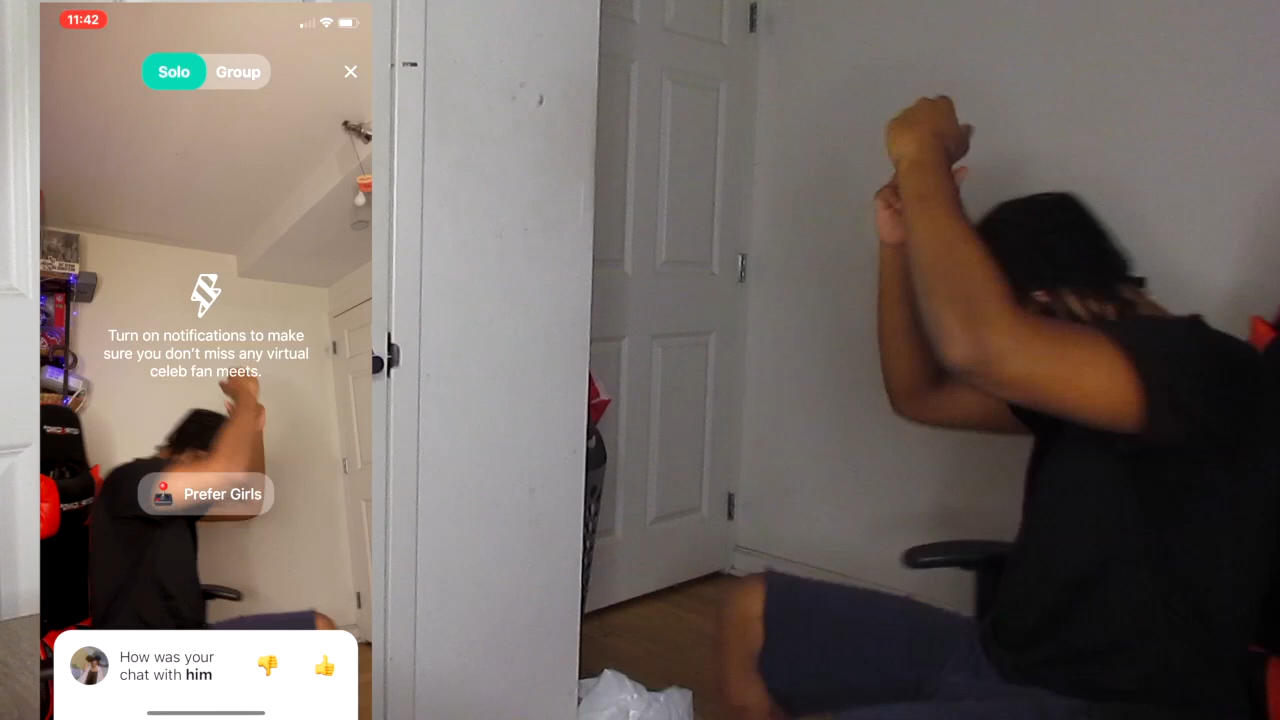 11:42
Solo
Group
Turn on notifications to make
sure you don't miss any virtual
celeb fan meets.
Prefer Girls
How was your
chat with him